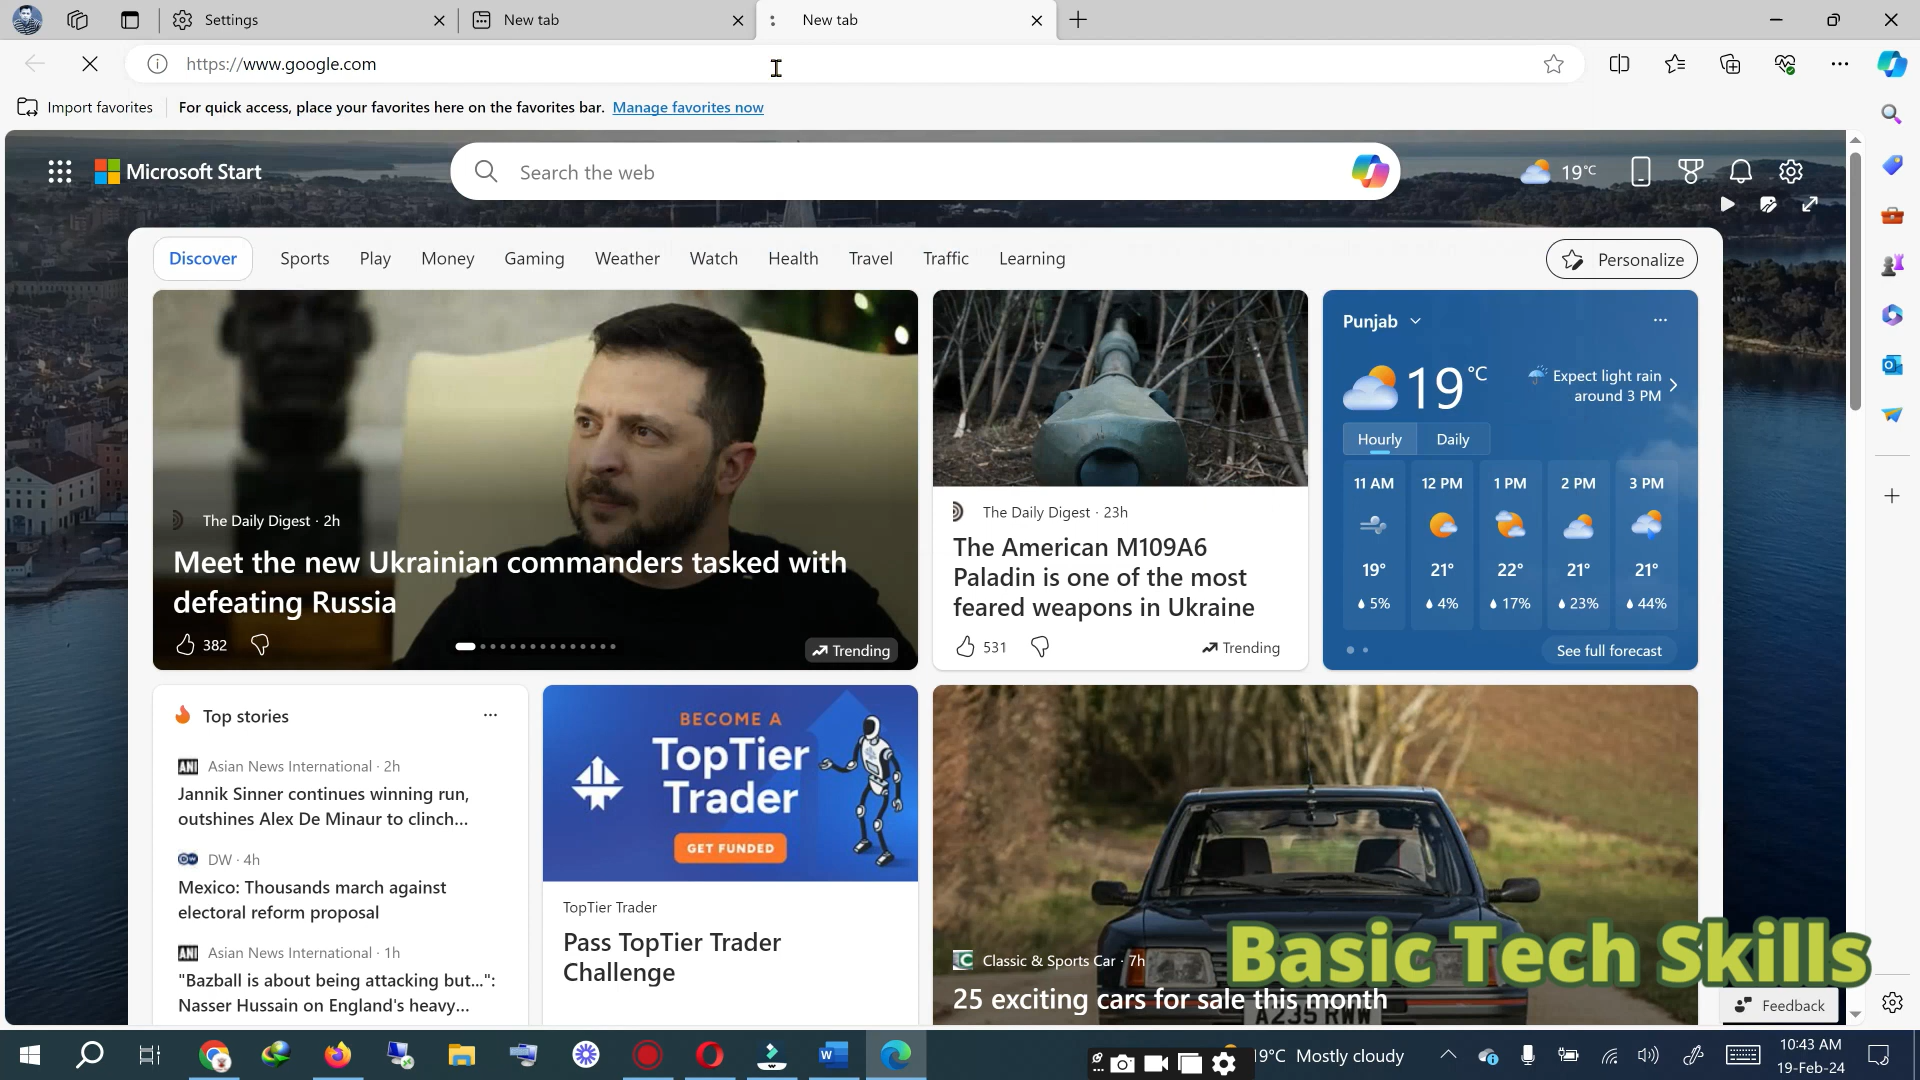 Settings
New tab
New tab
https://www.google.com
Import favorites
For quick access, place your favorites here on the favorites bar. Manage favorites now
Microsoft Start
Search the web
19°C
Discover
Sports
Play
Money
Gaming
Weather
Watch
Health
Travel
Traffic
Learning
Personalize
The Daily Digest · 2h
Meet the new Ukrainian commanders tasked with
defeating Russia
382
Trending
The Daily Digest · 23h
The American M109A6
Paladin is one of the most
feared weapons in Ukraine
531
Trending
Punjab
19°C
Expect light rain
around 3 PM
Hourly
Daily
11 AM
12 PM
1 PM
2 PM
3 PM
19°
21°
22°
21°
21°
5%
4%
17%
23%
44%
See full forecast
Top stories
ANI Asian News International · 2h
Jannik Sinner continues winning run,
outshines Alex De Minaur to clinch...
DW · 4h
Mexico: Thousands march against
electoral reform proposal
ANI Asian News International · 1h
"Bazball is about being attacking but...":
Nasser Hussain on England's heavy...
BECOME A
TopTier
Trader
GET FUNDED
TopTier Trader
Pass TopTier Trader
Challenge
Classic & Sports Car · 7h
25 exciting cars for sale this month
A235 RWW
Basic Tech Skills
Feedback
19°C Mostly cloudy
10:43 AM
19-Feb-24